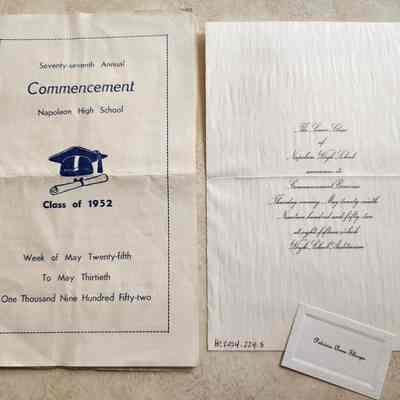 Seventy-seventh Annual
Commencement
Napoleon High School
Class of 1952
Week of May Twenty-fifth
To May Thirtieth
One Thousand Nine Hundred Fifty-two
The Senior Class
of
Napoleon High School
announces its
Commencement Exercises
Thursday evening May twenty-ninth
Nineteen hundred and fifty-two
at eight fifteen o'clock
High School Auditorium
Anne